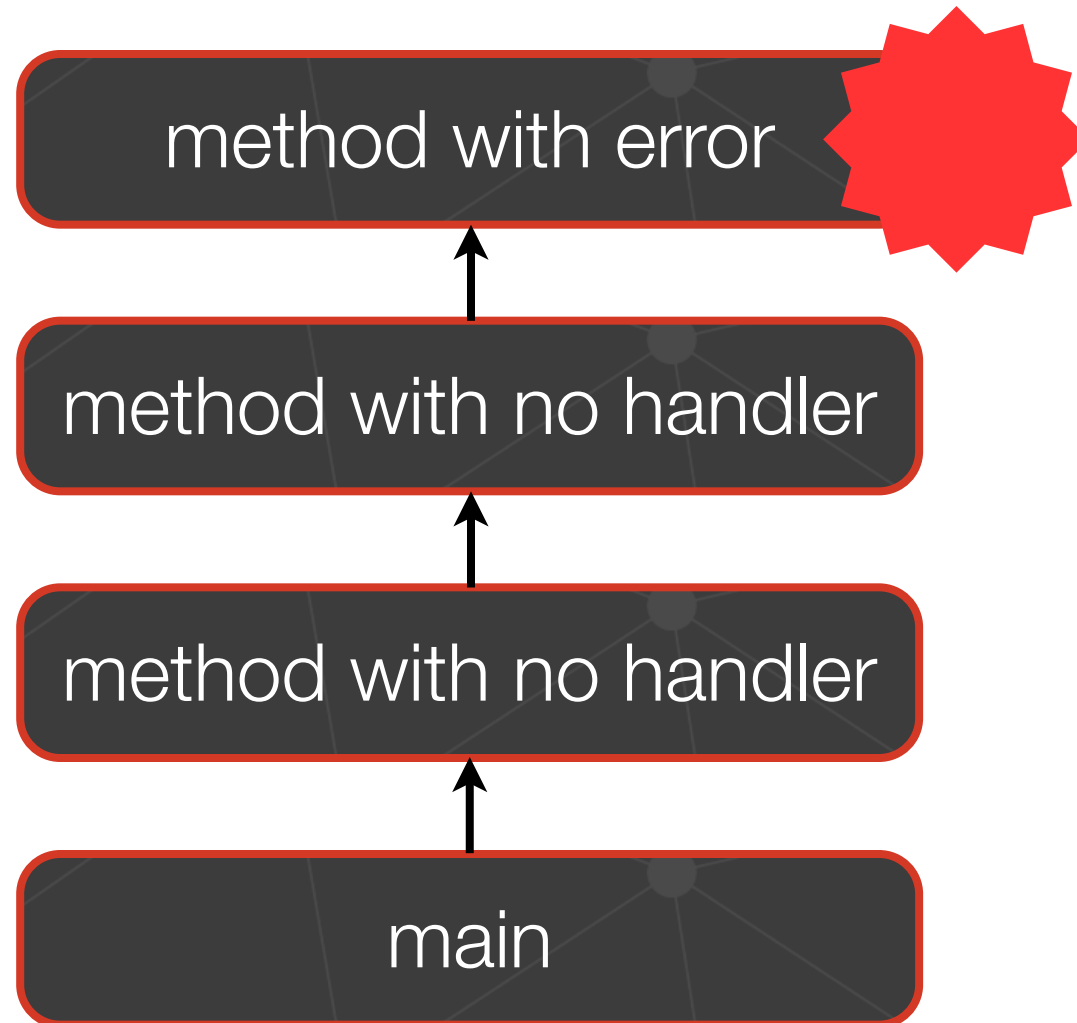 method with error
method with no handler
method with no handler
main